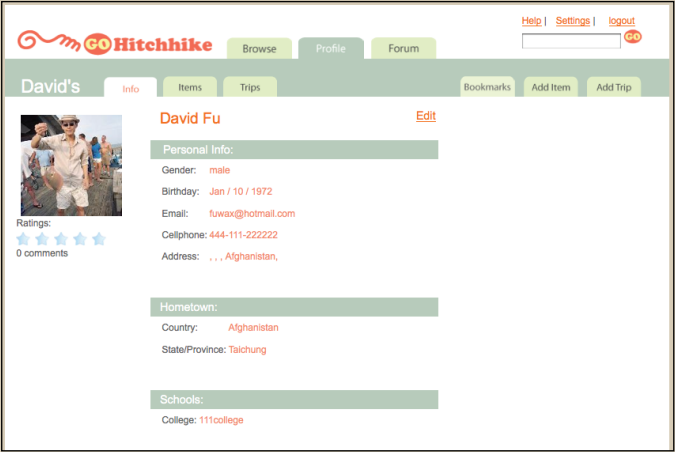 Help | Settings | logout
GO Hitchhike
Browse
Profile
Forum
GO
David's
Info
Items
Trips
Bookmarks
Add Item
Add Trip
David Fu
Edit
Personal Info:
Gender: male
Birthday: Jan / 10 / 1972
Email: fuwax@hotmail.com
Cellphone: 444-111-222222
Address: , , , Afghanistan,
Ratings:
0 comments
Hometown:
Country: Afghanistan
State/Province: Taichung
Schools:
College: 111college